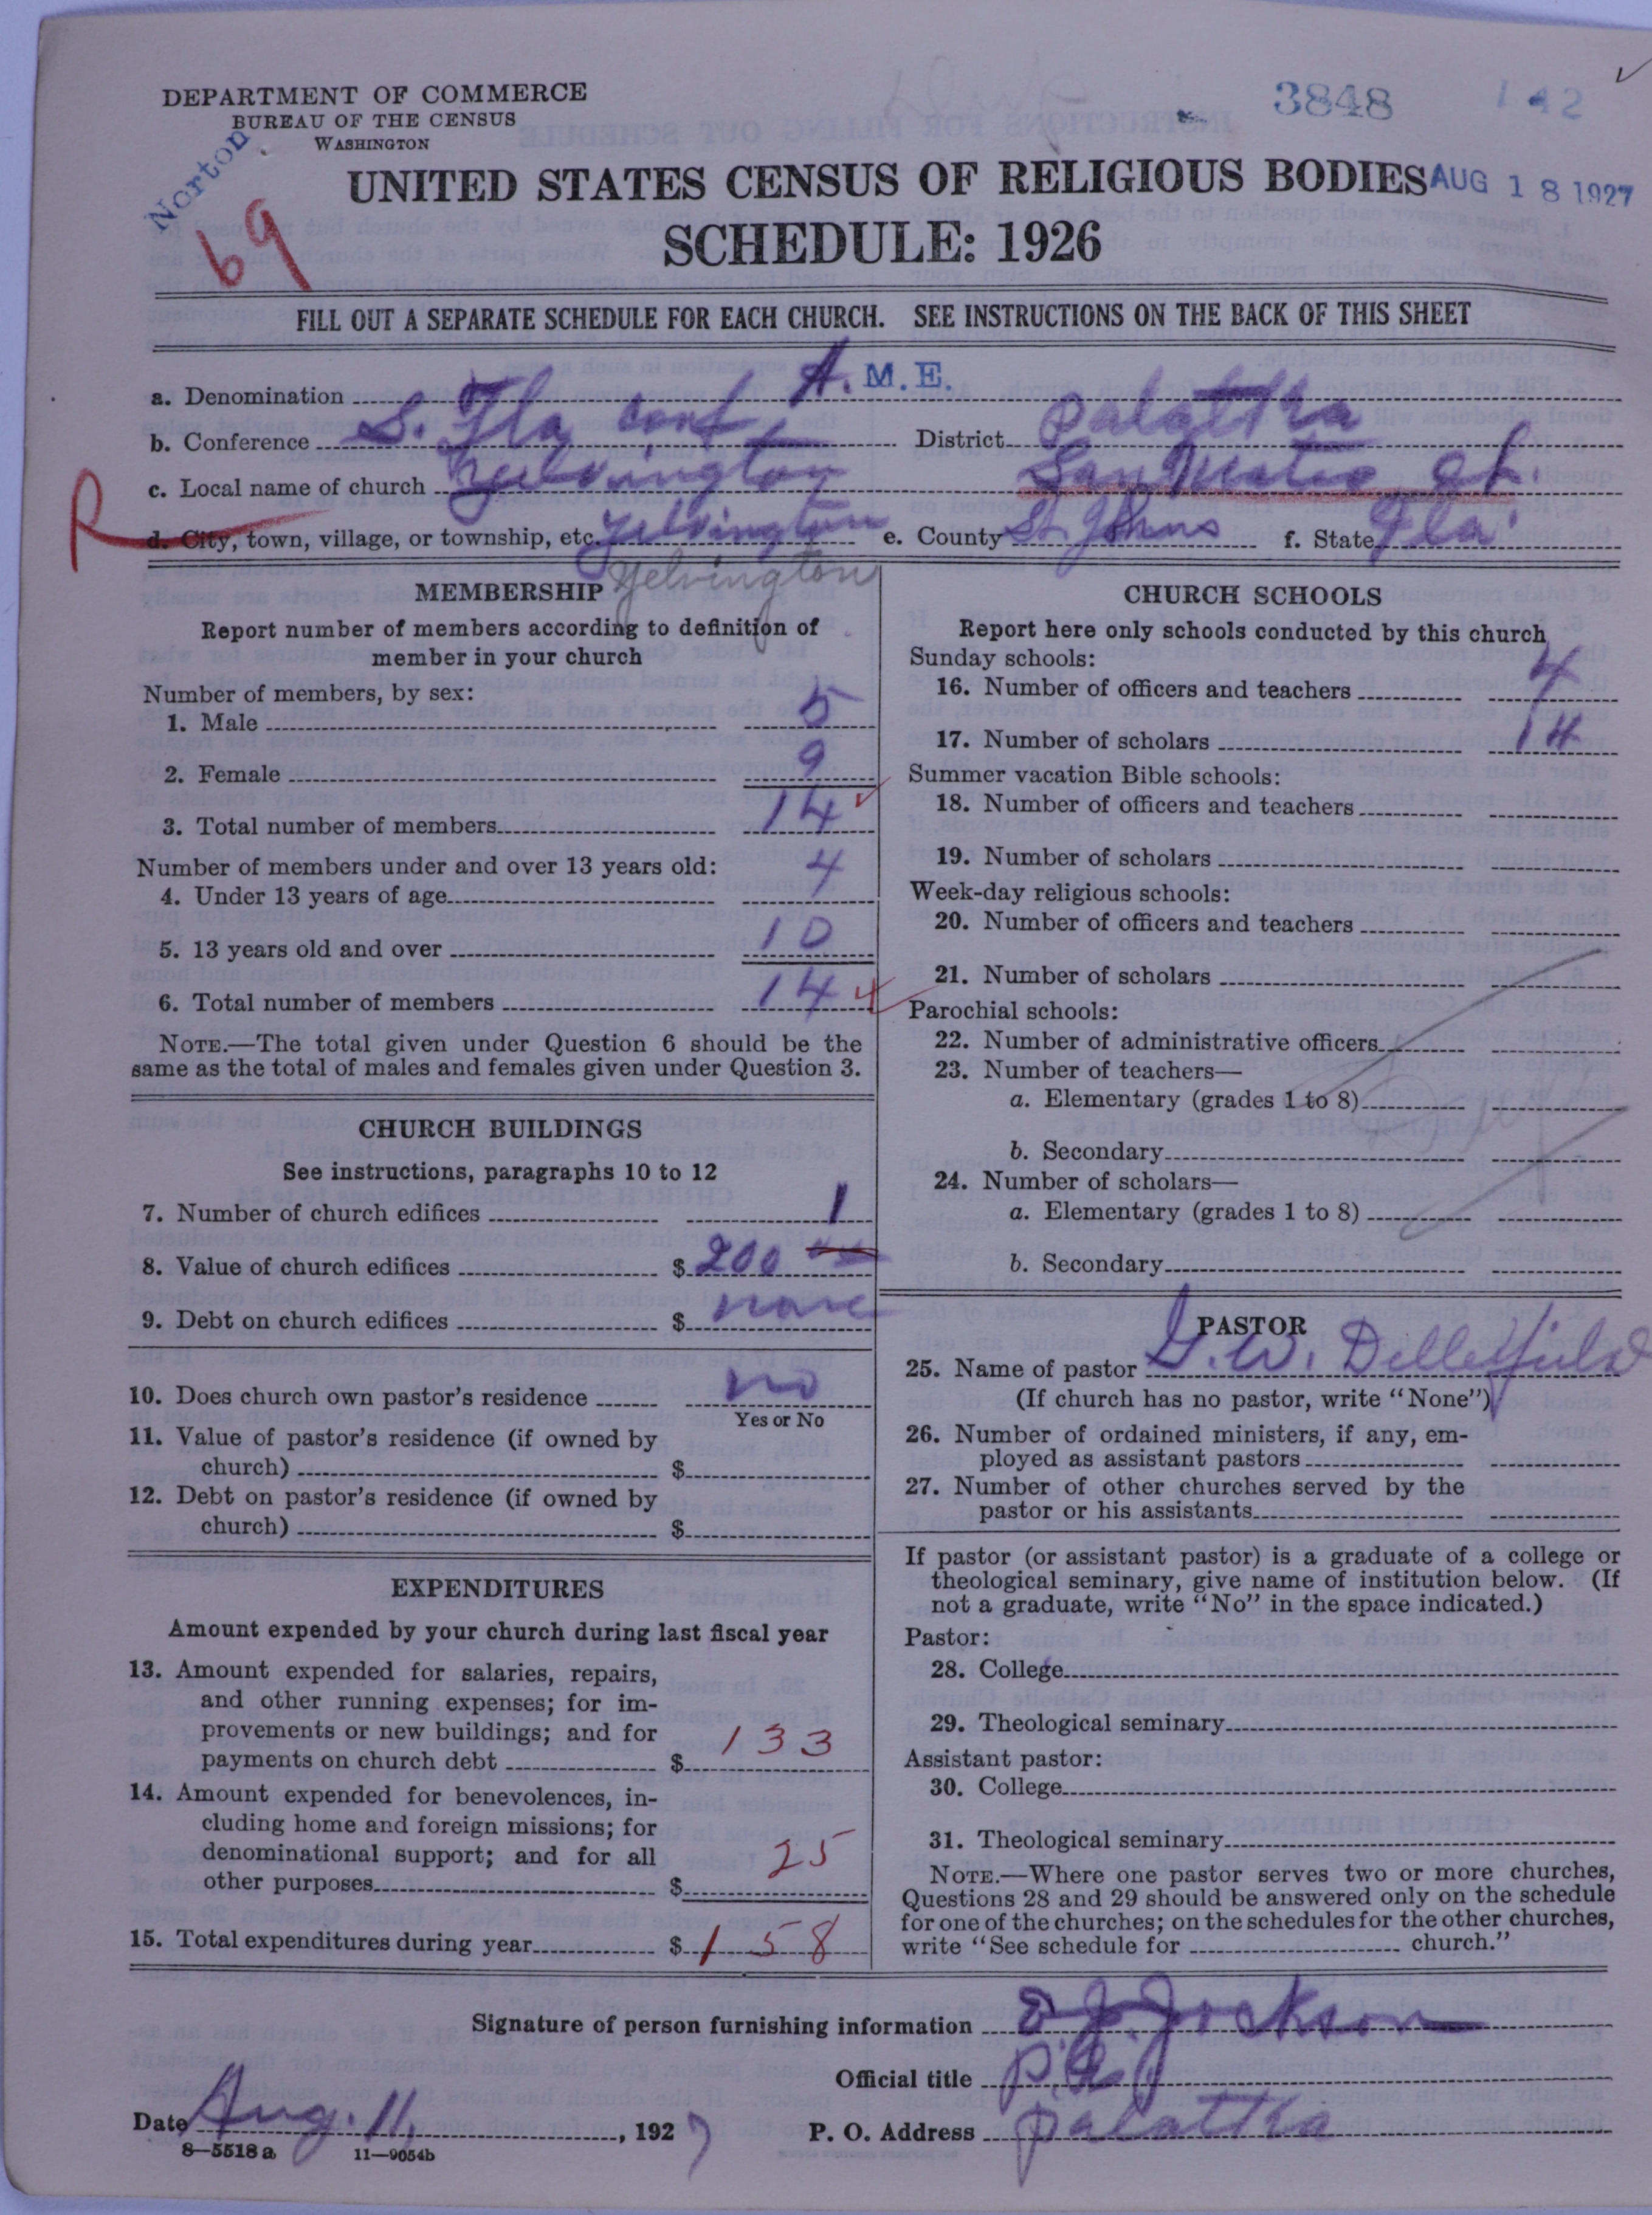 DEPARTMENT OF COMMERCE
BUREAU OF THE CENSUS
WASHINGTON
3848
142
Norton
69
UNITED STATES CENSUS OF RELIGIOUS BODIES
AUG 18 1927
SCHEDULE: 1926
FILL OUT A SEPARATE SCHEDULE FOR EACH CHURCH. SEE INSTRUCTIONS ON THE BACK OF THIS SHEET
a. Denomination A. M. E.
b. Conference S. Fla conf District Palatka
c. Local name of church Yelvington San Mateo
R
d. City, town, village, or township, etc. Yelvington e. County St Johns f. State Fla
Yelvington
MEMBERSHIP
Report number of members according to definition of
member in your church
Number of members, by sex:
1. Male 5
2. Female 9
3. Total number of members 14
Number of members under and over 13 years old:
4. Under 13 years of age 4
5. 13 years old and over 10
6. Total number of members 14
NOTE.—The total given under Question 6 should be the
same as the total of males and females given under Question 3.
CHURCH BUILDINGS
See instructions, paragraphs 10 to 12
7. Number of church edifices 1
8. Value of church edifices $ 200
9. Debt on church edifices $ none
10. Does church own pastor's residence no
Yes or No
11. Value of pastor's residence (if owned by
church) $
12. Debt on pastor's residence (if owned by
church) $
EXPENDITURES
Amount expended by your church during last fiscal year
13. Amount expended for salaries, repairs,
and other running expenses; for im-
provements or new buildings; and for
payments on church debt $ 133
14. Amount expended for benevolences, in-
cluding home and foreign missions; for
denominational support; and for all
other purposes $ 25
15. Total expenditures during year $ 158
CHURCH SCHOOLS
Report here only schools conducted by this church
Sunday schools:
16. Number of officers and teachers 4
17. Number of scholars 14
Summer vacation Bible schools:
18. Number of officers and teachers
19. Number of scholars
Week-day religious schools:
20. Number of officers and teachers
21. Number of scholars
Parochial schools:
22. Number of administrative officers
23. Number of teachers—
a. Elementary (grades 1 to 8)
b. Secondary
24. Number of scholars—
a. Elementary (grades 1 to 8)
b. Secondary
PASTOR
25. Name of pastor G. W.
(If church has no pastor, write "None")
26. Number of ordained ministers, if any, em-
ployed as assistant pastors
27. Number of other churches served by the
pastor or his assistants
If pastor (or assistant pastor) is a graduate of a college or
theological seminary, give name of institution below. (If
not a graduate, write "No" in the space indicated.)
Pastor:
28. College
29. Theological seminary
Assistant pastor:
30. College
31. Theological seminary
NOTE.—Where one pastor serves two or more churches,
Questions 28 and 29 should be answered only on the schedule
for one of the churches; on the schedules for the other churches,
write "See schedule for church."
Signature of person furnishing information Jackson
Official title P.E.
Date Aug. 11, 1927 P. O. Address Palatka
8—5518 a 11—9054b